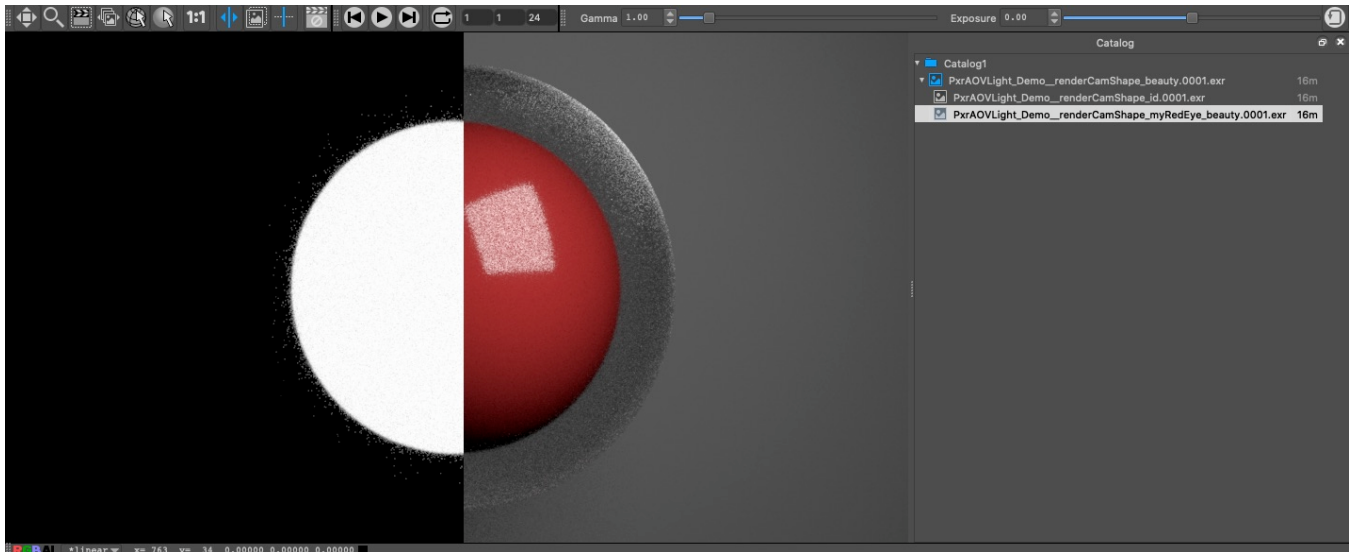 1:1 1 1 24 Gamma 1.00 Exposure 0.00
Catalog
Catalog1
PxrAOVLight_Demo__renderCamShape_beauty.0001.exr 16m
PxrAOVLight_Demo__renderCamShape_id.0001.exr 16m
PxrAOVLight_Demo__renderCamShape_myRedEye_beauty.0001.exr 16m
RGBA *linear x= 763 y= 34 0.00000 0.00000 0.00000